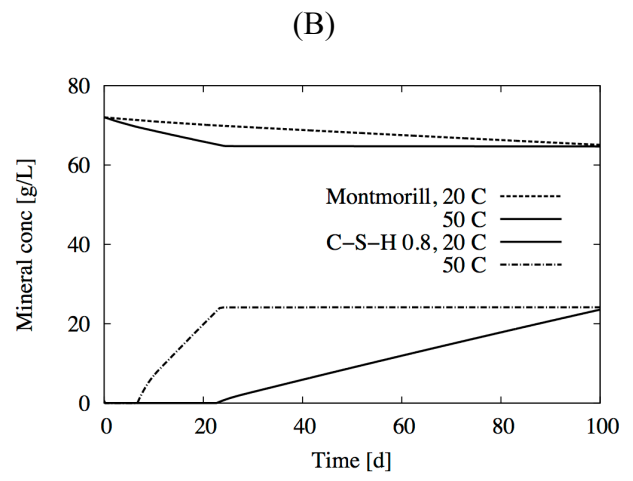 (B)
Mineral conc [g/L]
80
60
40
20
0
Montmorill, 20 C
50 C
C–S–H 0.8, 20 C
50 C
0 20 40 60 80 100
Time [d]